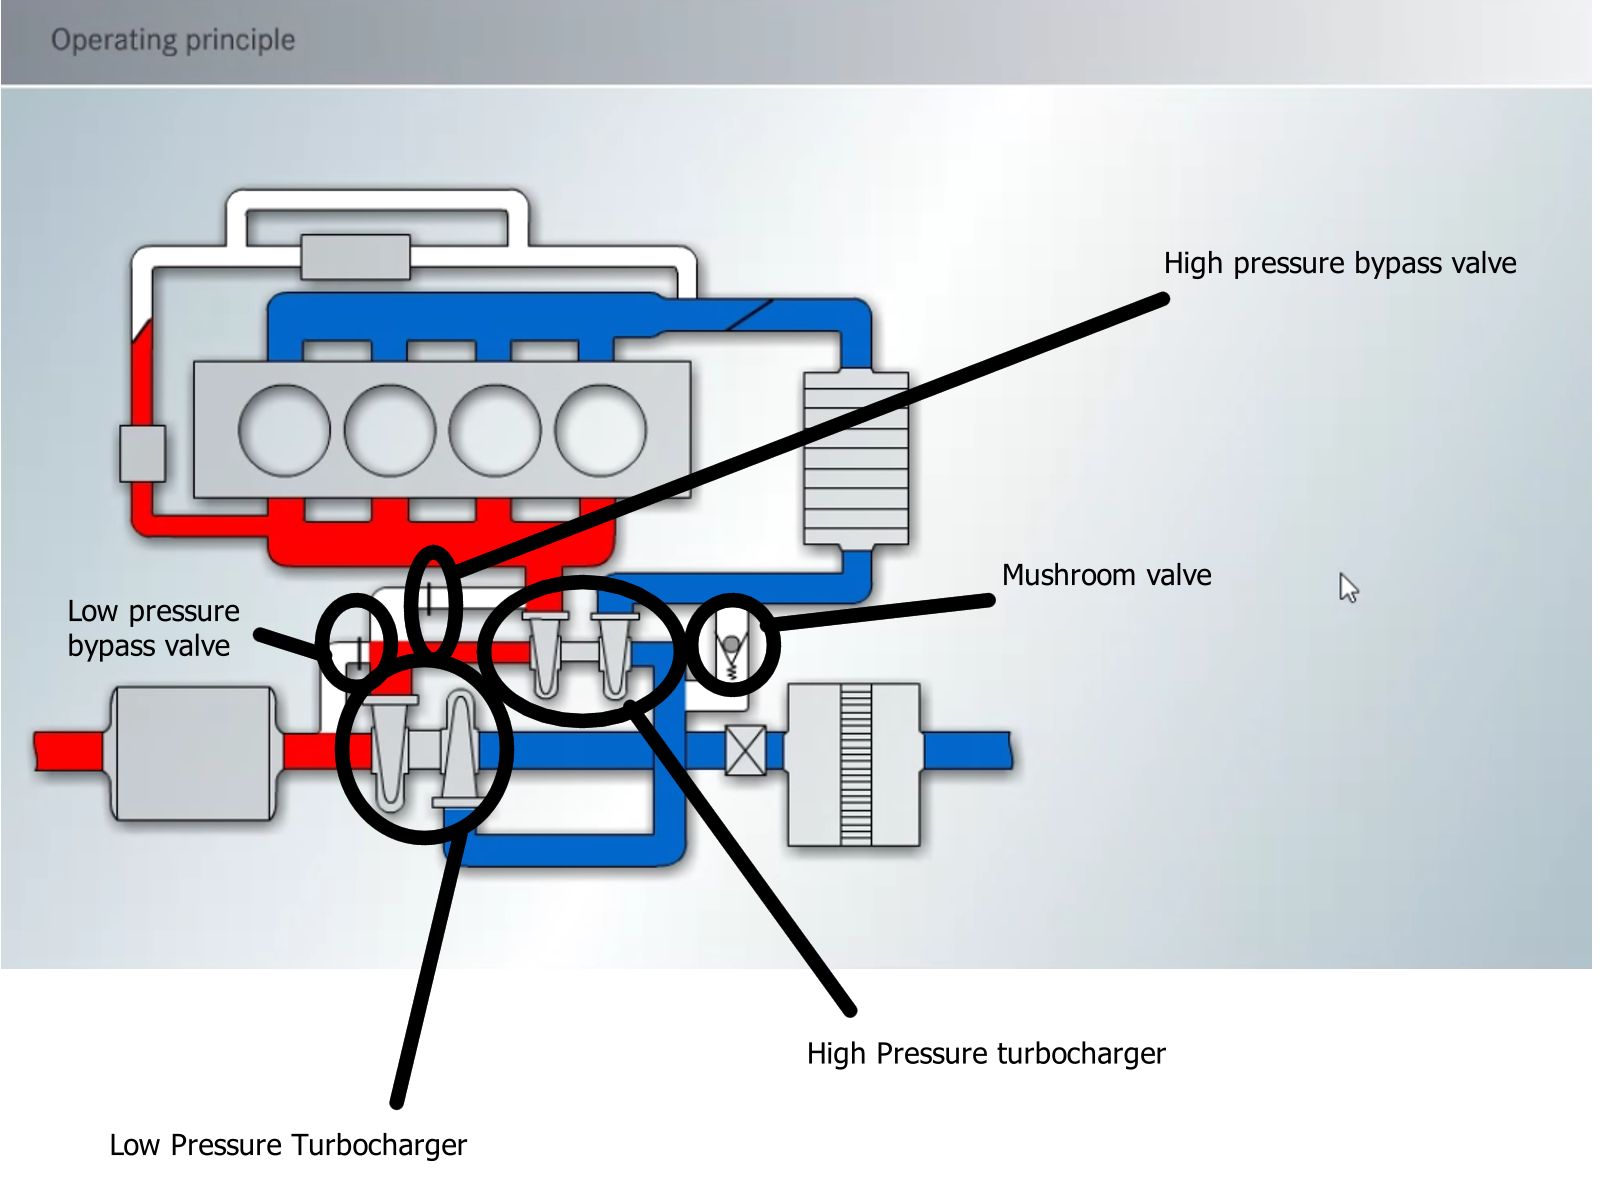 Operating principle
High pressure bypass valve
Mushroom valve
Low pressure
bypass valve
High Pressure turbocharger
Low Pressure Turbocharger